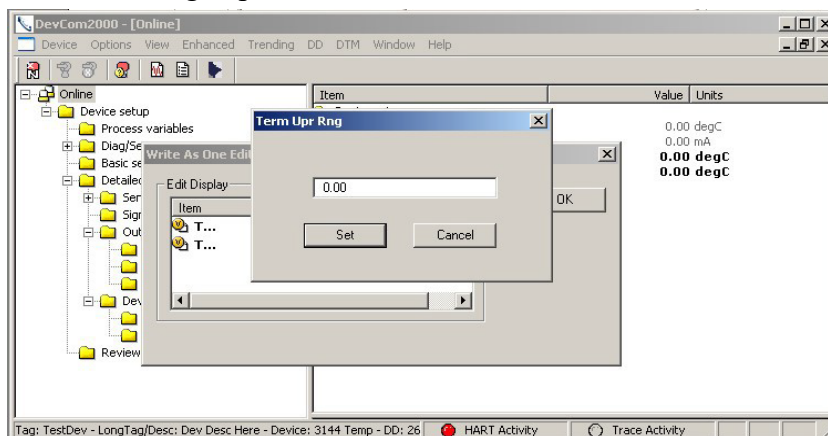 DevCom2000 - [Online]
Device Options View Enhanced Trending DD DTM Window Help
Online
Device setup
Process variables
Diag/Se
Basic se
Detailed
Ser
Sign
Out
Dev
Review
Item Value Units
0.00 degC
0.00 mA
0.00 degC
0.00 degC
Write As One Edi
Edit Display
Item
T...
T...
OK
Term Upr Rng
0.00
Set Cancel
Tag: TestDev - LongTag/Desc: Dev Desc Here - Device: 3144 Temp - DD: 26 HART Activity Trace Activity